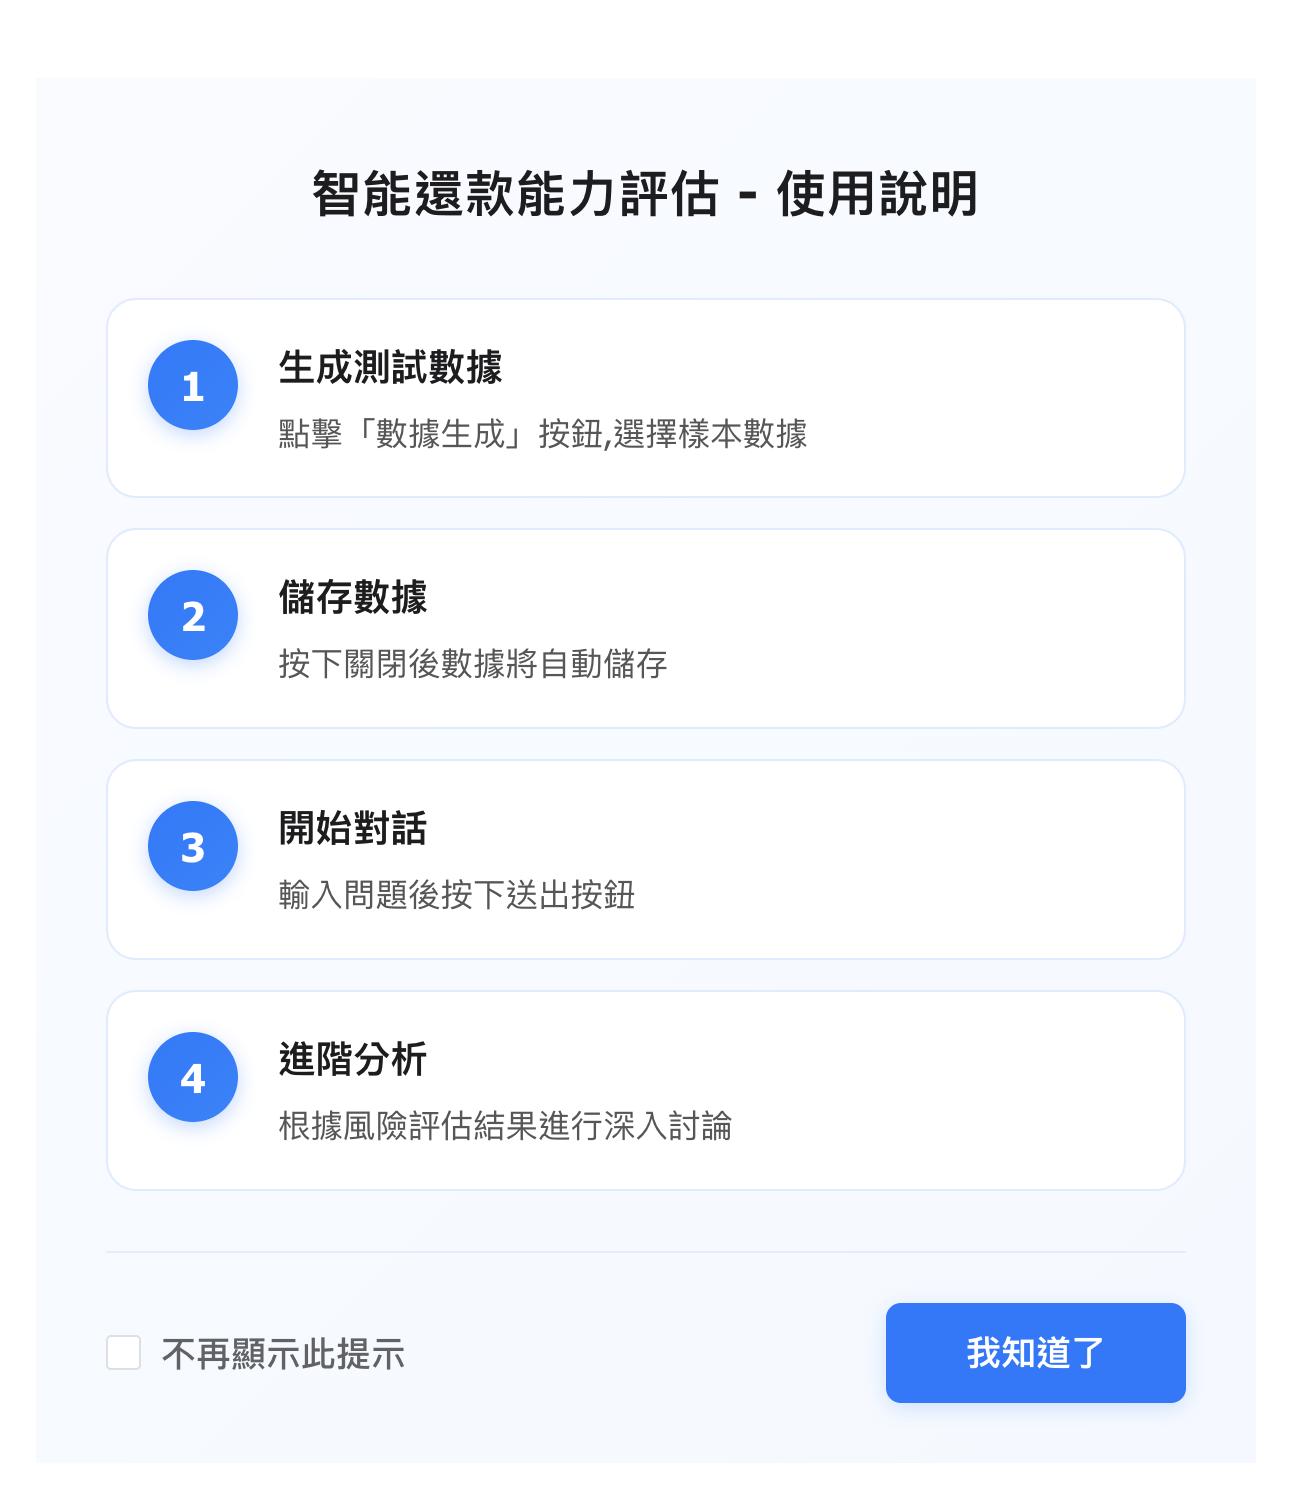 智能還款能力評估 - 使用說明
1
生成測試數據
點擊「數據生成」按鈕,選擇樣本數據
2
儲存數據
按下關閉後數據將自動儲存
3
開始對話
輸入問題後按下送出按鈕
4
進階分析
根據風險評估結果進行深入討論
不再顯示此提示
我知道了